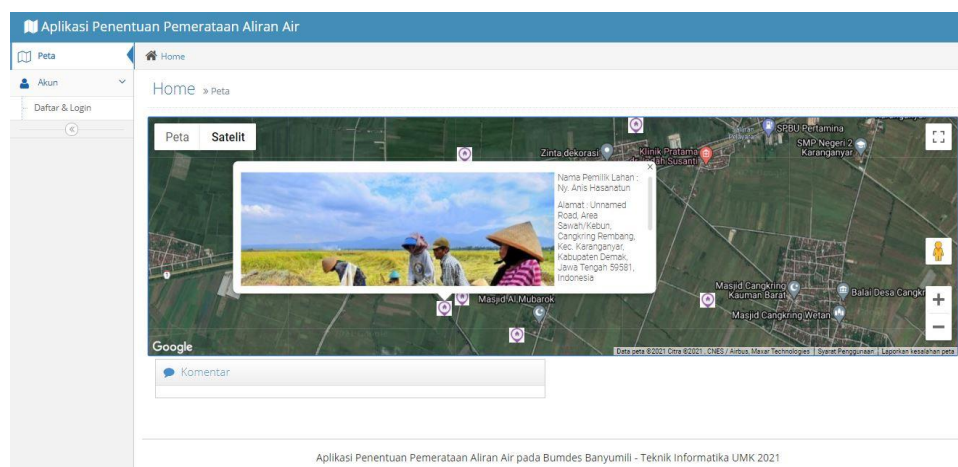 Aplikasi Penentuan Pemerataan Aliran Air
Peta
Akun
Daftar & Login
Home
Home » Peta
Peta Satelit
Nama Pemilik Lahan :
Ny. Anis Hasanatun
Alamat : Unnamed
Road, Area
Sawah/Kebun,
Cangkring Rembang,
Kec. Karanganyar,
Kabupaten Demak,
Jawa Tengah 59581,
Indonesia
SPBU Pertamina
SMP Negeri 2
Karanganyar
Zinta dekorasi
Klinik Pratama
dr. Indah Susanti
Masjid Al Mubarok
Masjid Cangkring
Kauman Barat
Balai Desa Cangkr
Masjid Cangkring Wetan
Google
Data peta ©2021 Citra ©2021 , CNES / Airbus, Maxar Technologies
Syarat Penggunaan
Laporkan kesalahan peta
Komentar
Aplikasi Penentuan Pemerataan Aliran Air pada Bumdes Banyumili - Teknik Informatika UMK 2021